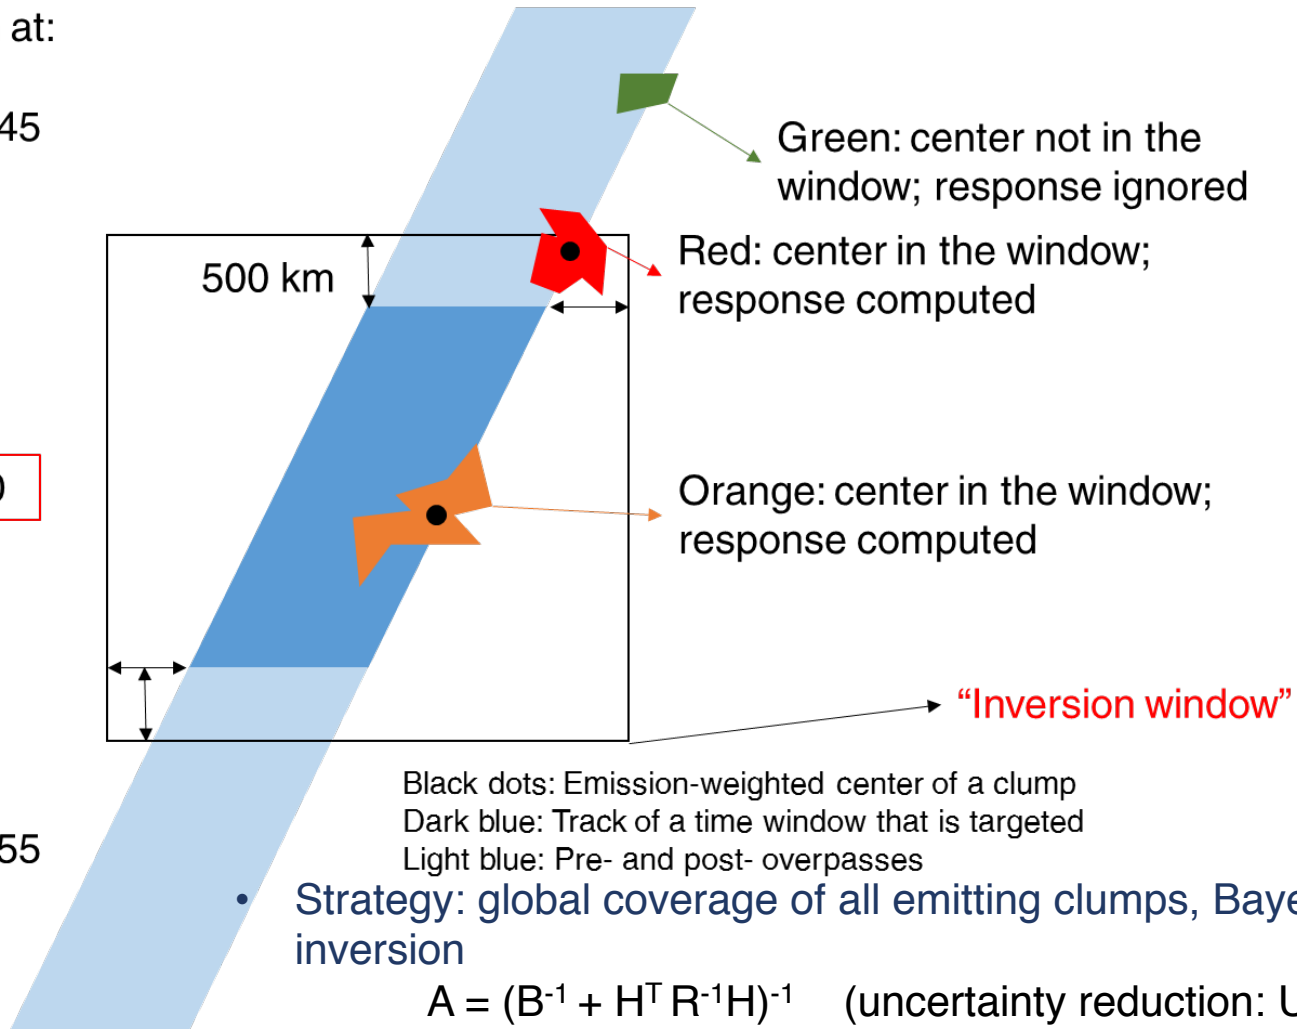 at:
45
Green: center not in the
window; response ignored
500 km
Red: center in the window;
response computed
0
Orange: center in the window;
response computed
“Inversion window”
Black dots: Emission-weighted center of a clump
Dark blue: Track of a time window that is targeted
55
Light blue: Pre- and post- overpasses
• Strategy: global coverage of all emitting clumps, Baye
inversion
A = (B⁻¹ + Hᵀ R⁻¹H)⁻¹ (uncertainty reduction: U